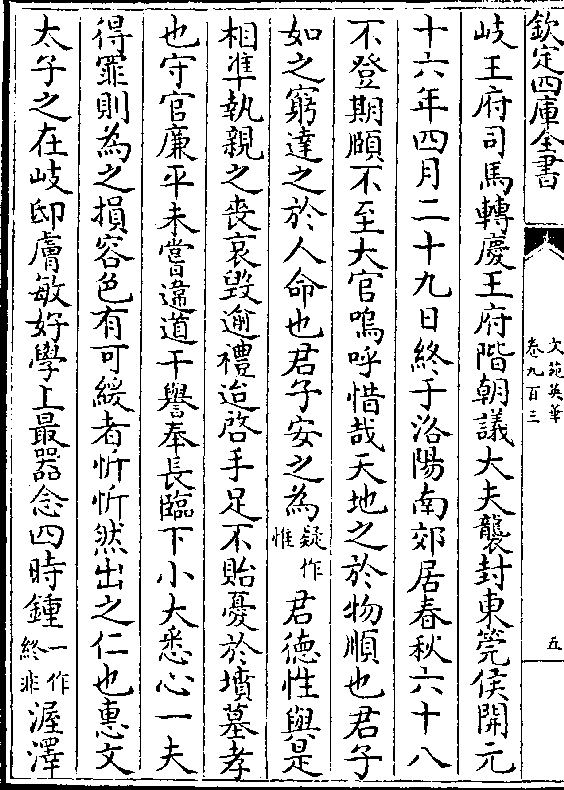 欽定四庫全書
文苑英華
卷九百三
五
岐王府司馬轉慶王府階朝議大夫襲封東莞侯開元
十六年四月二十九日終于洛陽南郊居春秋六十八
不登期頤不至大官嗚呼惜哉天地之於物順也君子
如之窮達之於人命也君子安之為疑作惟君德性與是
相準執親之喪哀毀逾禮迨啓手足不貽憂於墳墓孝
也守官廉平未嘗違道干譽奉長臨下小大悉心一夫
得罪則為之損容色有可緩者忻忻然出之仁也惠文
太子之在岐邸膚敏好學上最器念四時鍾一作終非渥澤